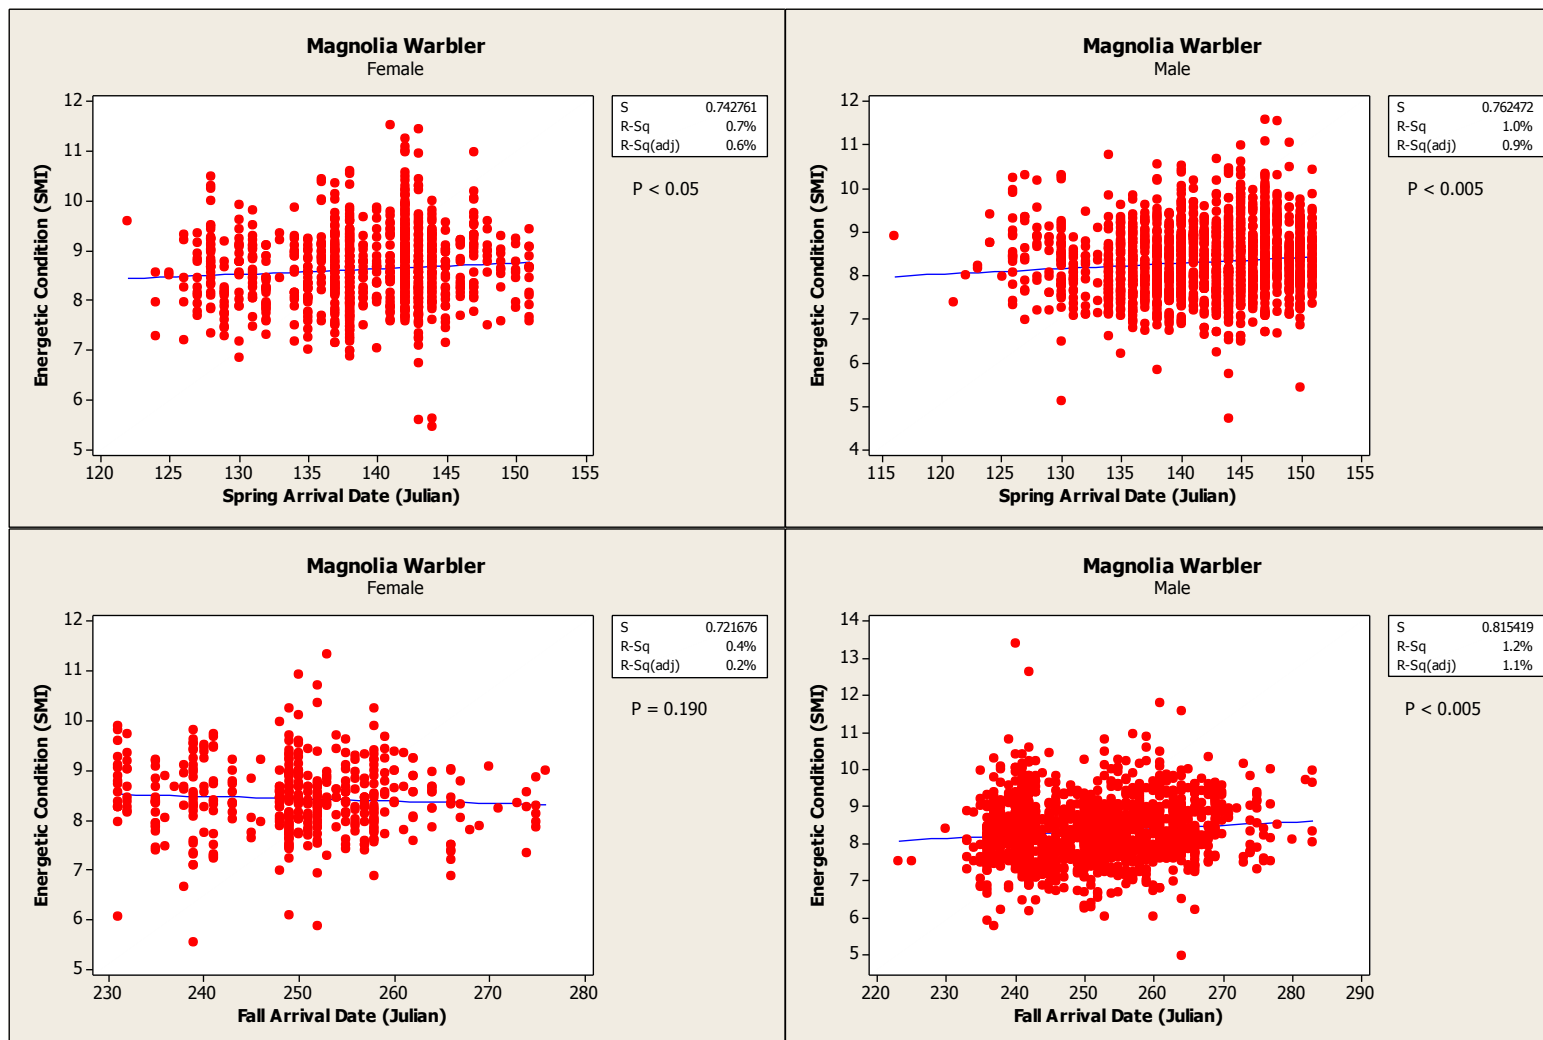 Magnolia Warbler
Female
Energetic Condition (SMI)
12
11
10
9
8
7
6
5
120 125 130 135 140 145 150 155
Spring Arrival Date (Julian)
S 0.742761
R-Sq 0.7%
R-Sq(adj) 0.6%
P < 0.05
Magnolia Warbler
Male
Energetic Condition (SMI)
12
11
10
9
8
7
6
5
4
115 120 125 130 135 140 145 150 155
Spring Arrival Date (Julian)
S 0.762472
R-Sq 1.0%
R-Sq(adj) 0.9%
P < 0.005
Magnolia Warbler
Female
Energetic Condition (SMI)
12
11
10
9
8
7
6
5
230 240 250 260 270 280
Fall Arrival Date (Julian)
S 0.721676
R-Sq 0.4%
R-Sq(adj) 0.2%
P = 0.190
Magnolia Warbler
Male
Energetic Condition (SMI)
14
13
12
11
10
9
8
7
6
5
220 230 240 250 260 270 280 290
Fall Arrival Date (Julian)
S 0.815419
R-Sq 1.2%
R-Sq(adj) 1.1%
P < 0.005